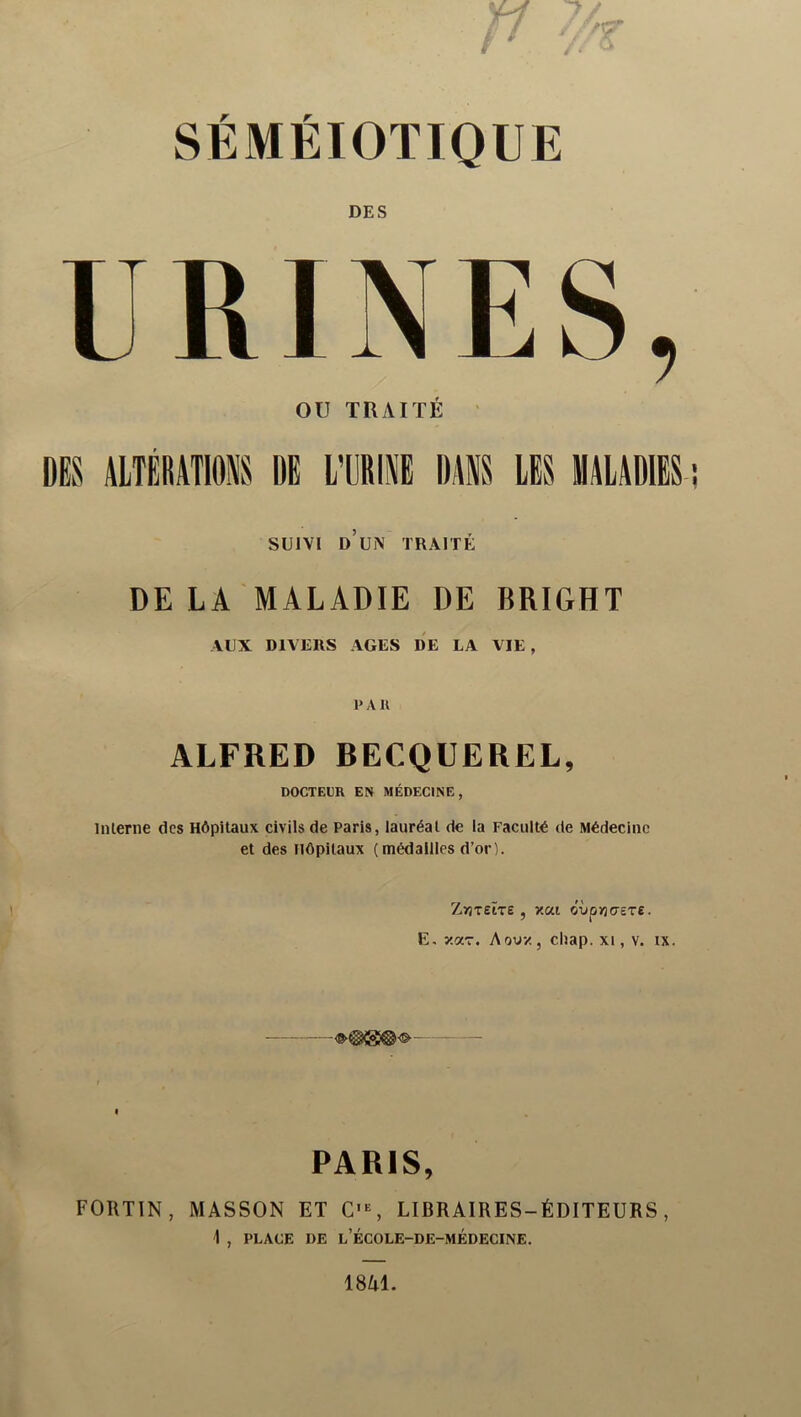 SÉMÉIOTIQUE
DES
URINES,
OU TRAITÉ
DES ALTÉRATIONS DE L'URINE DANS LES MALADIES;
SUIVI D'UN TRAITÉ
DE LA MALADIE DE BRIGHT
AUX DIVERS AGES DE LA VIE,
PAR
ALFRED BECQUEREL,
DOCTEUR EN MÉDECINE,
Interne des Hôpitaux civils de Paris, lauréat de la Faculté de Médecine
et des Hôpitaux (médailles d'or).
Ζητεῖτε, και ὁυρησετε.
Ε. κατ. Λουκ, chap. XI, v. IX.
PARIS,
FORTIN, MASSON ET CIE, LIBRAIRES-ÉDITEURS,
1, PLACE DE L'ÉCOLE-DE-MÉDECINE.
1841.